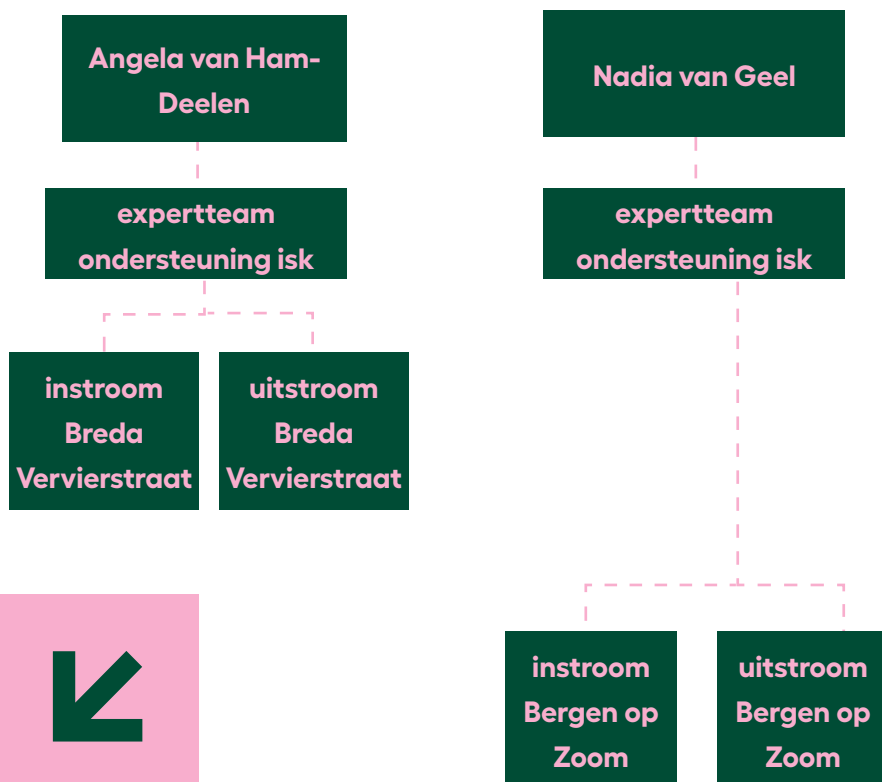 Angela van Ham-
Deelen
Nadia van Geel
expertteam
ondersteuning isk
expertteam
ondersteuning isk
instroom
Breda
Vervierstraat
uitstroom
Breda
Vervierstraat
instroom
Bergen op
Zoom
uitstroom
Bergen op
Zoom